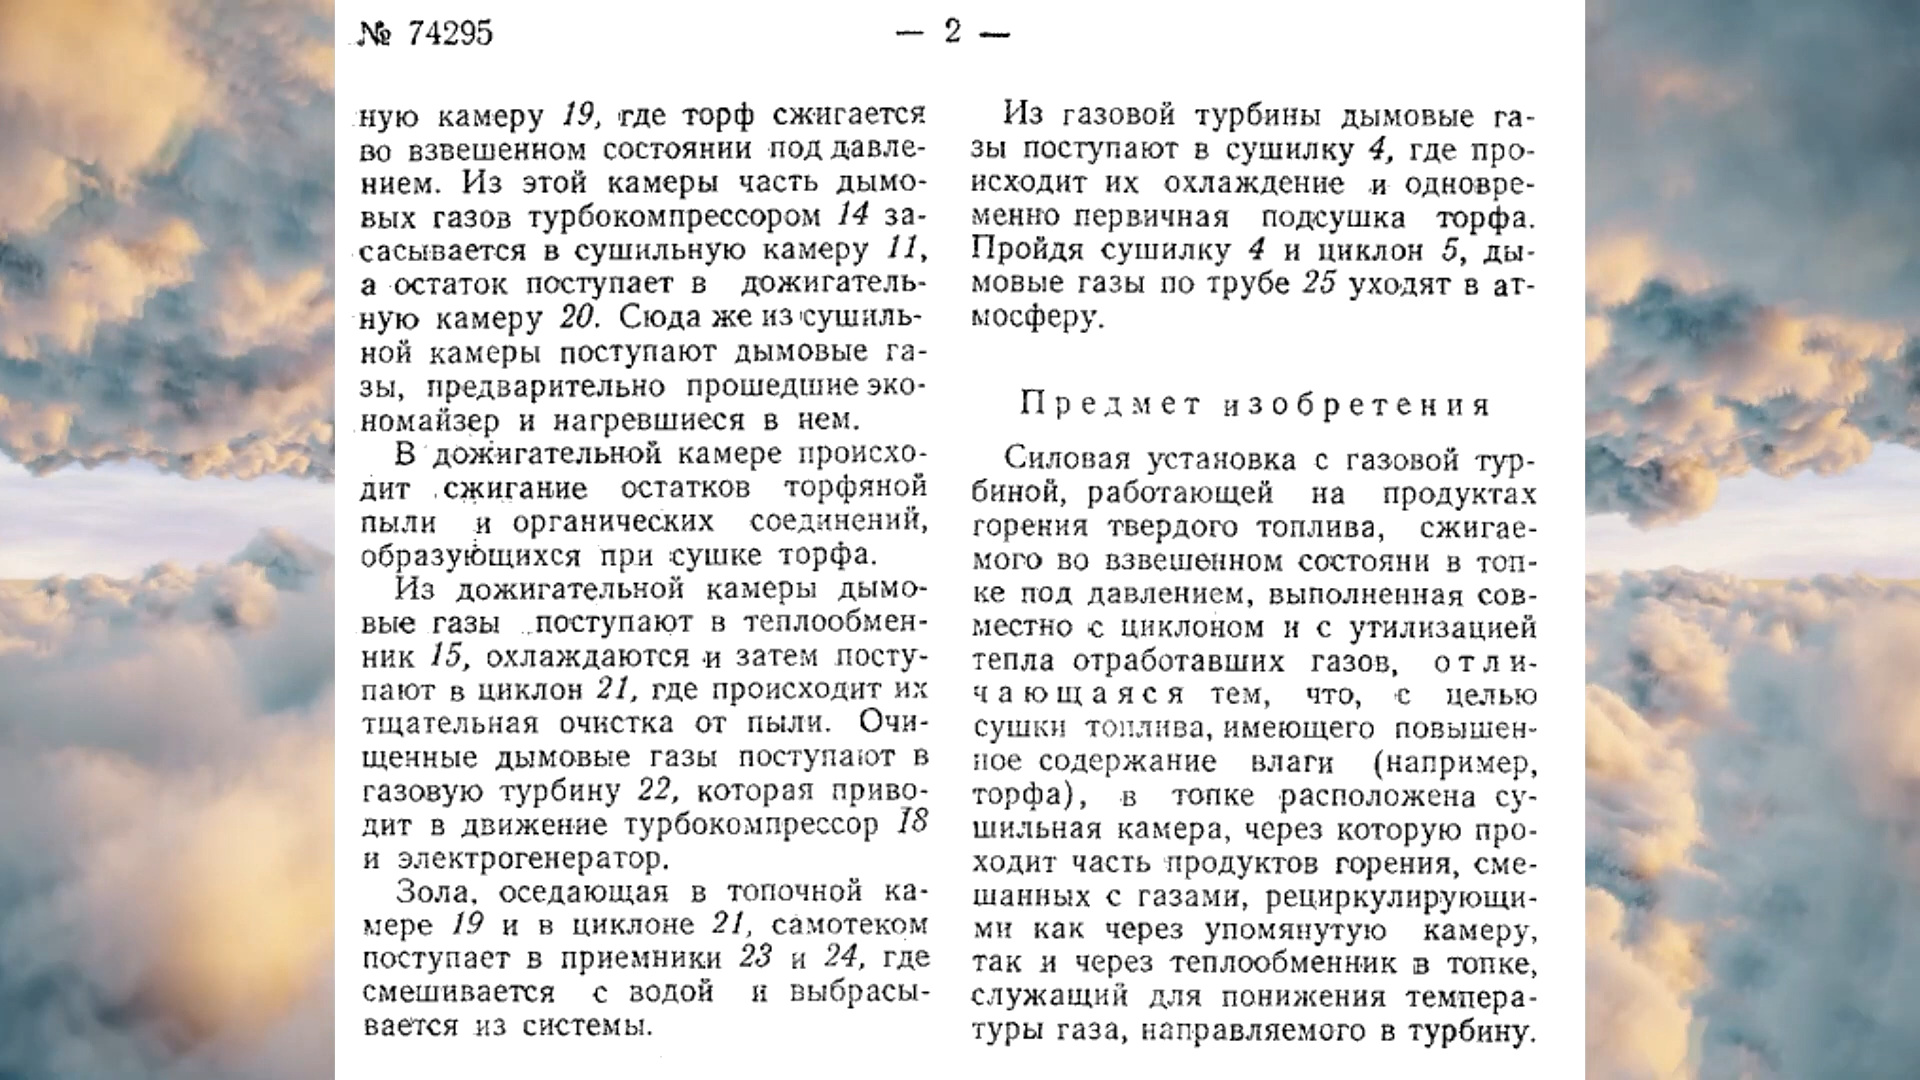 № 74295
— 2 —
ную камеру 19, где торф сжигается
во взвешенном состоянии под давле-
нием. Из этой камеры часть дымо-
вых газов турбокомпрессором 14 за-
сасывается в сушильную камеру 11,
а остаток поступает в дожигатель-
ную камеру 20. Сюда же из сушиль-
ной камеры поступают дымовые га-
зы, предварительно прошедшие эко-
номайзер и нагревшиеся в нем.
В дожигательной камере происхо-
дит сжигание остатков торфяной
пыли и органических соединений,
образующихся при сушке торфа.
Из дожигательной камеры дымо-
вые газы поступают в теплообмен-
ник 15, охлаждаются и затем посту-
пают в циклон 21, где происходит их
тщательная очистка от пыли. Очи-
щенные дымовые газы поступают в
газовую турбину 22, которая приво-
дит в движение турбокомпрессор 18
и электрогенератор.
Зола, оседающая в топочной ка-
мере 19 и в циклоне 21, самотеком
поступает в приемники 23 и 24, где
смешивается с водой и выбрасы-
вается из системы.
Из газовой турбины дымовые га-
зы поступают в сушилку 4, где про-
исходит их охлаждение и одновре-
менно первичная подсушка торфа.
Пройдя сушилку 4 и циклон 5, ды-
мовые газы по трубе 25 уходят в ат-
мосферу.
Предмет изобретения
Силовая установка с газовой тур-
биной, работающей на продуктах
горения твердого топлива, сжигае-
мого во взвешенном состояни в топ-
ке под давлением, выполненная сов-
местно с циклоном и с утилизацией
тепла отработавших газов, отли-
чающаяся тем, что, с целью
сушки топлива, имеющего повышен-
ное содержание влаги (например,
торфа), в топке расположена су-
шильная камера, через которую про-
ходит часть продуктов горения, сме-
шанных с газами, рециркулирующи-
ми как через упомянутую камеру,
так и через теплообменник в топке,
служащий для понижения темпера-
туры газа, направляемого в турбину.